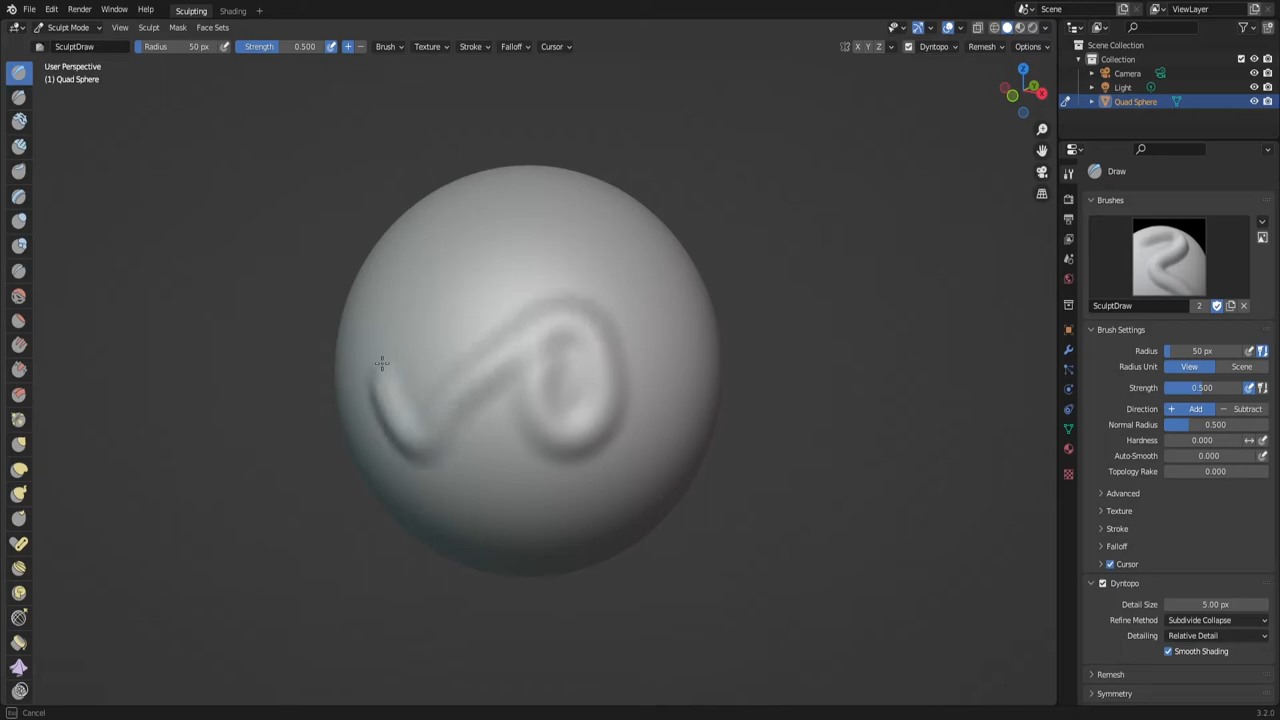 File Edit Render Window Help Sculpting Shading + Scene ViewLayer
Sculpt Mode View Sculpt Mask Face Sets
SculptDraw Radius 50 px Strength 0.500 + − Brush Texture Stroke Falloff Cursor X Y Z Dyntopo Remesh Options
User Perspective
(1) Quad Sphere
Z
Y
X
Scene Collection
Collection
Camera
Light
Quad Sphere
Draw
Brushes
SculptDraw 2
Brush Settings
Radius 50 px
Radius Unit View Scene
Strength 0.500
Direction + Add − Subtract
Normal Radius 0.500
Hardness 0.000
Auto-Smooth 0.000
Topology Rake 0.000
Advanced
Texture
Stroke
Falloff
Cursor
Dyntopo
Detail Size 5.00 px
Refine Method Subdivide Collapse
Detailing Relative Detail
Smooth Shading
Remesh
Symmetry
Esc Cancel 3.2.0